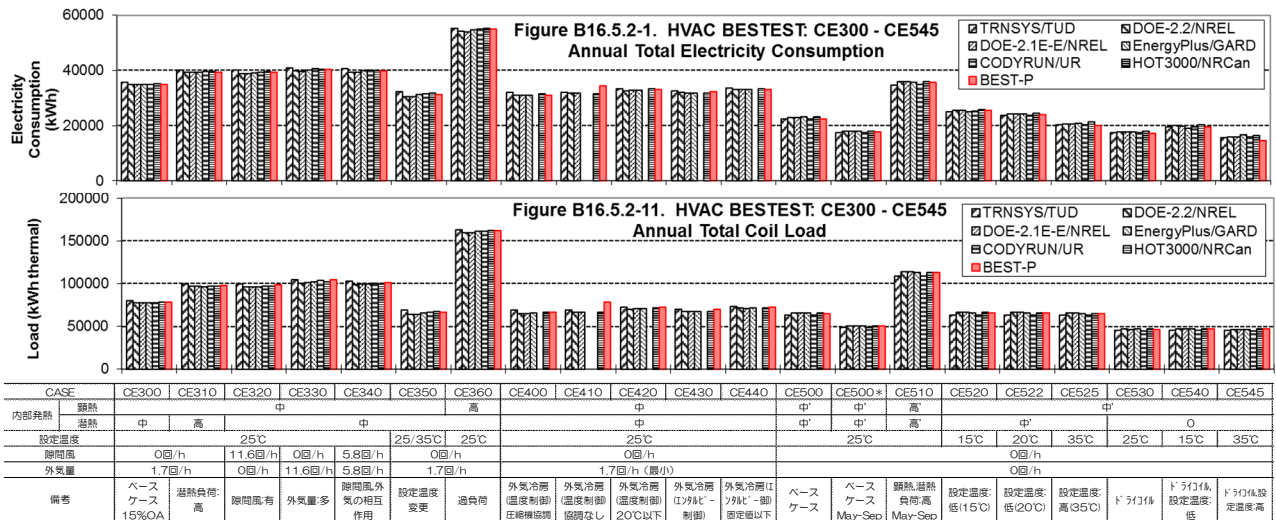 Figure B16.5.2-1. HVAC BESTEST: CE300 - CE545
Annual Total Electricity Consumption
Electricity
Consumption
(kWh)
60000
40000
20000
0
TRNSYS/TUD
DOE-2.2/NREL
DOE-2.1E-E/NREL
EnergyPlus/GARD
CODYRUN/UR
HOT3000/NRCan
BEST-P
Figure B16.5.2-11. HVAC BESTEST: CE300 - CE545
Annual Total Coil Load
Load (kWh thermal)
200000
150000
100000
50000
0
TRNSYS/TUD
DOE-2.2/NREL
DOE-2.1E-E/NREL
EnergyPlus/GARD
CODYRUN/UR
HOT3000/NRCan
BEST-P
CASE CE300 CE310 CE320 CE330 CE340 CE350 CE360 CE400 CE410 CE420 CE430 CE440 CE500 CE500* CE510 CE520 CE522 CE525 CE530 CE540 CE545
内部発熱 顕熱 中 高 中 中' 中' 高' 中'
潜熱 中 高 中 中 中' 中' 高' 中' 0
設定温度 25℃ 25/35℃ 25℃ 25℃ 25℃ 15℃ 20℃ 35℃ 25℃ 15℃ 35℃
隙間風 0回/h 11.6回/h 0回/h 5.8回/h 0回/h 0回/h 0回/h 0回/h
外気量 1.7回/h 0回/h 11.6回/h 5.8回/h 1.7回/h 1.7回/h (最小) 0回/h 0回/h
備考
ベース
ケース
15%OA
潜熱負荷:
高
隙間風:有
外気量:多
隙間風,外
気の相互
作用
設定温度
変更
過負荷
外気冷房
(温度制御)
圧縮機協調
外気冷房
(温度制御)
協調なし
外気冷房
(温度制御)
20℃以下
外気冷房
(エンタルピー
制御)
外気冷房(エ
ンタルピー制御)
固定値以下
ベース
ケース
ベース
ケース
May-Sep
顕熱,潜熱
負荷:高
May-Sep
設定温度:
低(15℃)
設定温度:
低(20℃)
設定温度:
高(35℃)
ドライコイル
ドライコイル,
設定温度:
低
ドライコイル,設
定温度:高